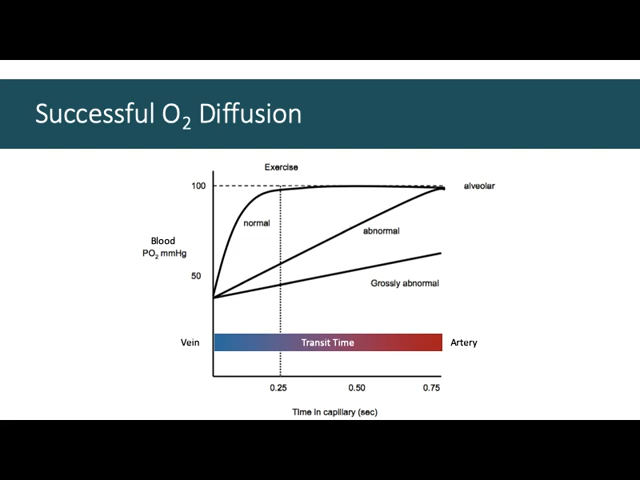 Successful O₂ Diffusion
Exercise
100
alveolar
normal
abnormal
Blood
PO₂ mmHg
50
Grossly abnormal
Vein
Transit Time
Artery
0.25
0.50
0.75
Time in capillary (sec)